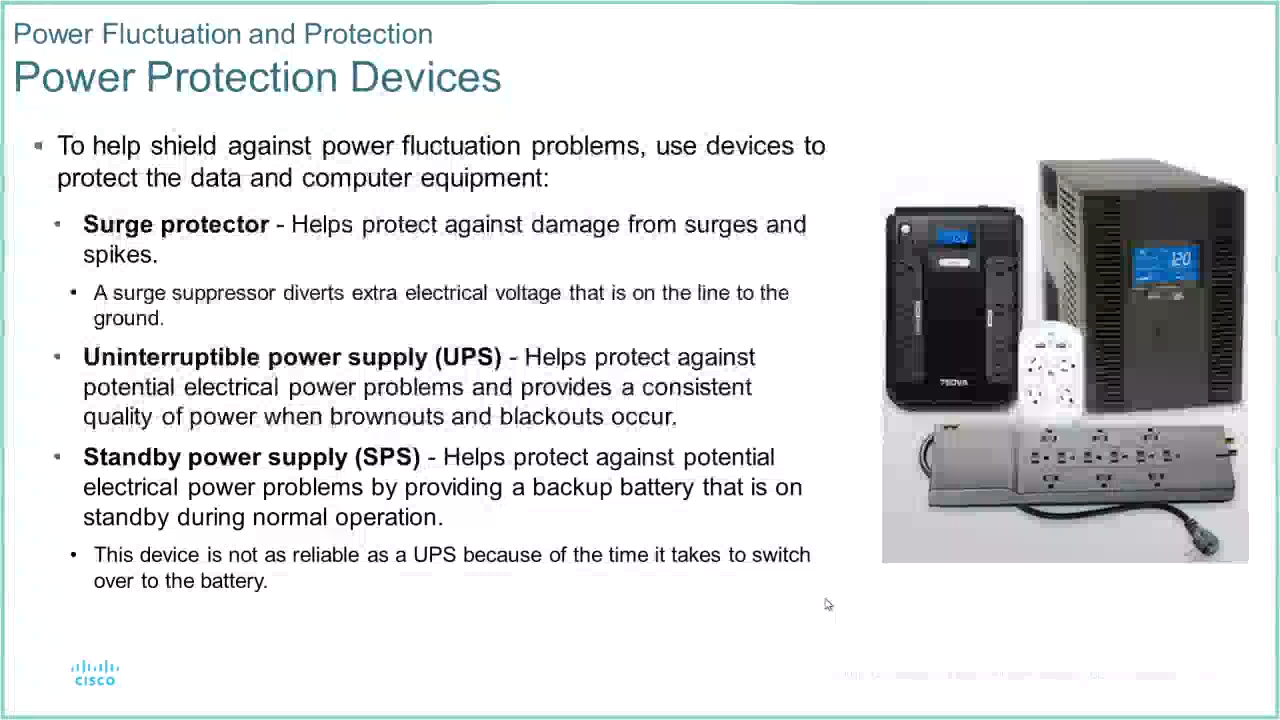 Power Fluctuation and Protection
Power Protection Devices
To help shield against power fluctuation problems, use devices to
protect the data and computer equipment:
Surge protector - Helps protect against damage from surges and
spikes.
A surge suppressor diverts extra electrical voltage that is on the line to the
ground.
Uninterruptible power supply (UPS) - Helps protect against
potential electrical power problems and provides a consistent
quality of power when brownouts and blackouts occur.
Standby power supply (SPS) - Helps protect against potential
electrical power problems by providing a backup battery that is on
standby during normal operation.
This device is not as reliable as a UPS because of the time it takes to switch
over to the battery.
120
750VA
CISCO